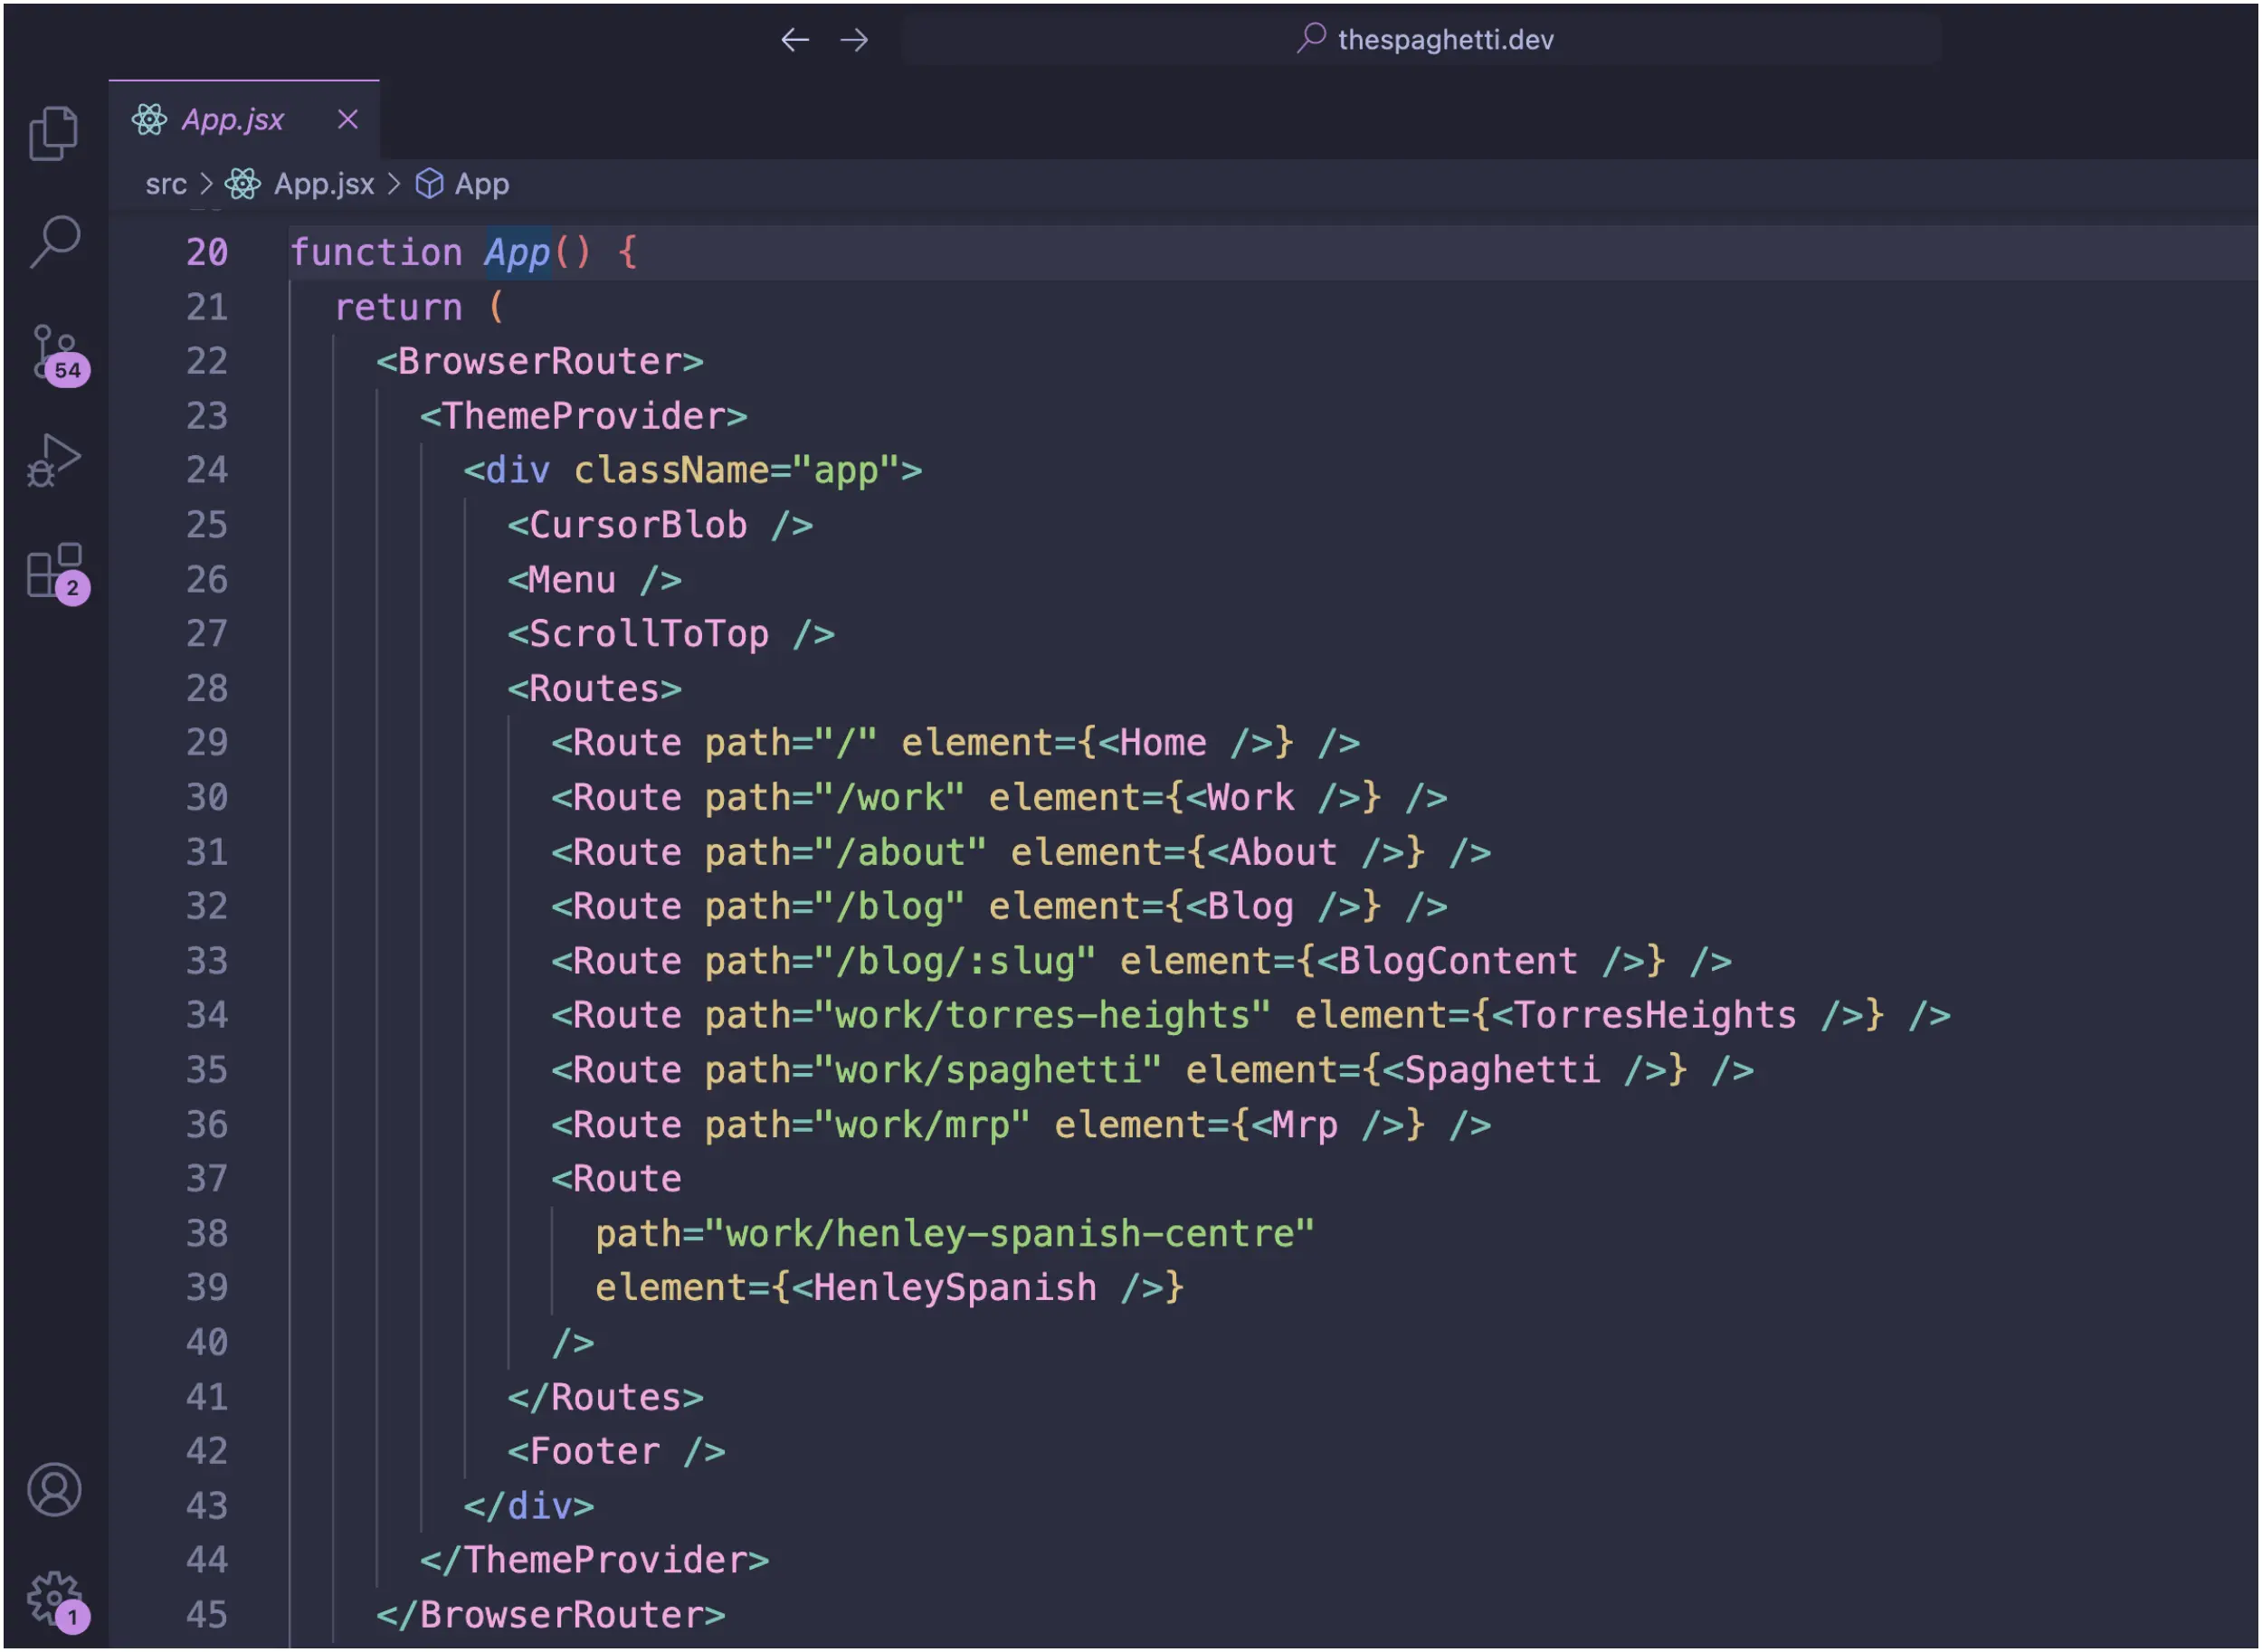 thespaghetti.dev
App.jsx
src > App.jsx > App
20 function App() {
21 return (
22 <BrowserRouter>
23 <ThemeProvider>
24 <div className="app">
25 <CursorBlob />
26 <Menu />
27 <ScrollToTop />
28 <Routes>
29 <Route path="/" element={<Home />} />
30 <Route path="/work" element={<Work />} />
31 <Route path="/about" element={<About />} />
32 <Route path="/blog" element={<Blog />} />
33 <Route path="/blog/:slug" element={<BlogContent />} />
34 <Route path="work/torres-heights" element={<TorresHeights />} />
35 <Route path="work/spaghetti" element={<Spaghetti />} />
36 <Route path="work/mrp" element={<Mrp />} />
37 <Route
38 path="work/henley-spanish-centre"
39 element={<HenleySpanish />}
40 />
41 </Routes>
42 <Footer />
43 </div>
44 </ThemeProvider>
45 </BrowserRouter>
54
2
1